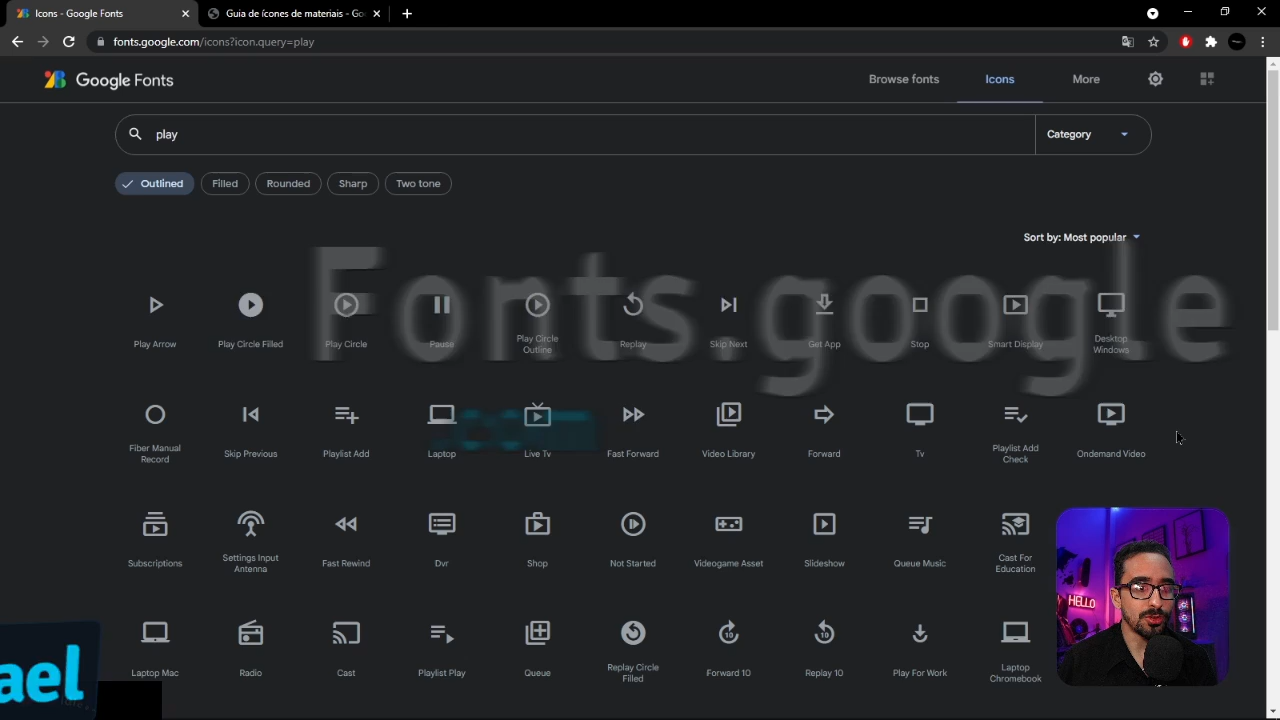 Icons - Google Fonts
Guia de ícones de materiais - Go
fonts.google.com/icons?icon.query=play
Google Fonts
Browse fonts
Icons
More
play
Category
Outlined
Filled
Rounded
Sharp
Two tone
Sort by: Most popular
Fonts.google
.com
Play Arrow
Play Circle Filled
Play Circle
Pause
Play Circle
Outline
Replay
Skip Next
Get App
Stop
Smart Display
Desktop
Windows
Fiber Manual
Record
Skip Previous
Playlist Add
Laptop
Live Tv
Fast Forward
Video Library
Forward
Tv
Playlist Add
Check
Ondemand Video
Subscriptions
Settings Input
Antenna
Fast Rewind
Dvr
Shop
Not Started
Videogame Asset
Slideshow
Queue Music
Cast For
Education
HELLO
Laptop Mac
Radio
Cast
Playlist Play
Queue
Replay Circle
Filled
10
Forward 10
10
Replay 10
Play For Work
Laptop
Chromebook
ael